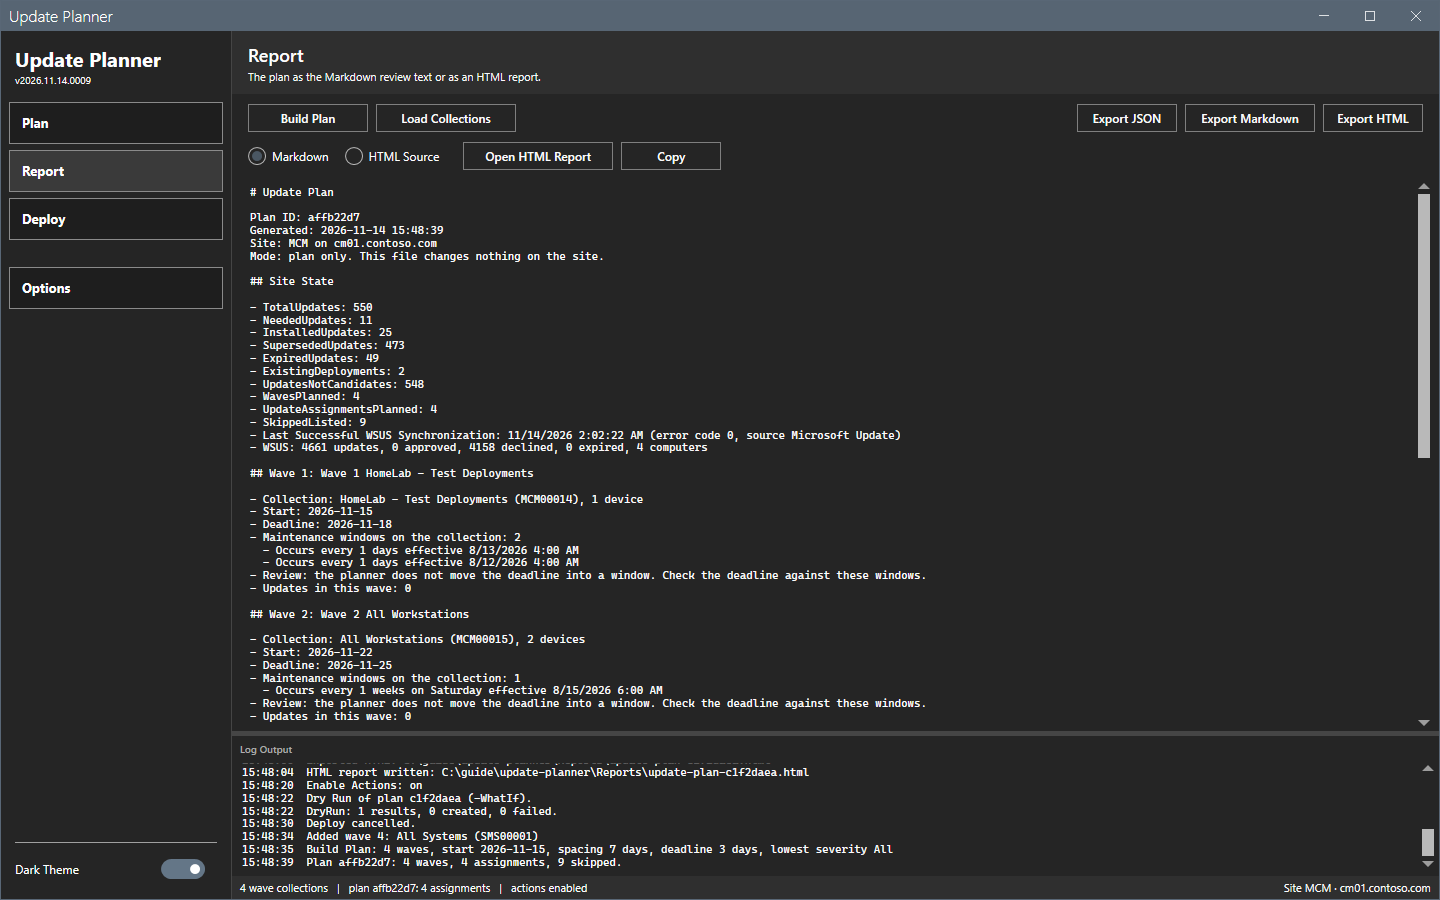 Update Planner
Update Planner
v2026.11.14.0009
Plan
Report
Deploy
Options
Dark Theme
Report
The plan as the Markdown review text or as an HTML report.
Build Plan
Load Collections
Export JSON
Export Markdown
Export HTML
Markdown
HTML Source
Open HTML Report
Copy
# Update Plan
Plan ID: affb22d7
Generated: 2026-11-14 15:48:39
Site: MCM on cm01.contoso.com
Mode: plan only. This file changes nothing on the site.
## Site State
- TotalUpdates: 550
- NeededUpdates: 11
- InstalledUpdates: 25
- SupersededUpdates: 473
- ExpiredUpdates: 49
- ExistingDeployments: 2
- UpdatesNotCandidates: 548
- WavesPlanned: 4
- UpdateAssignmentsPlanned: 4
- SkippedListed: 9
- Last Successful WSUS Synchronization: 11/14/2026 2:02:22 AM (error code 0, source Microsoft Update)
- WSUS: 4661 updates, 0 approved, 4158 declined, 0 expired, 4 computers
## Wave 1: Wave 1 HomeLab - Test Deployments
- Collection: HomeLab - Test Deployments (MCM00014), 1 device
- Start: 2026-11-15
- Deadline: 2026-11-18
- Maintenance windows on the collection: 2
- Occurs every 1 days effective 8/13/2026 4:00 AM
- Occurs every 1 days effective 8/12/2026 4:00 AM
- Review: the planner does not move the deadline into a window. Check the deadline against these windows.
- Updates in this wave: 0
## Wave 2: Wave 2 All Workstations
- Collection: All Workstations (MCM00015), 2 devices
- Start: 2026-11-22
- Deadline: 2026-11-25
- Maintenance windows on the collection: 1
- Occurs every 1 weeks on Saturday effective 8/15/2026 6:00 AM
- Review: the planner does not move the deadline into a window. Check the deadline against these windows.
- Updates in this wave: 0
Log Output
15:48:04 HTML report written: C:\guide\update-planner\Reports\update-plan-c1f2daea.html
15:48:20 Enable Actions: on
15:48:22 Dry Run of plan c1f2daea (-WhatIf).
15:48:22 DryRun: 1 results, 0 created, 0 failed.
15:48:30 Deploy cancelled.
15:48:34 Added wave 4: All Systems (SMS00001)
15:48:35 Build Plan: 4 waves, start 2026-11-15, spacing 7 days, deadline 3 days, lowest severity All
15:48:39 Plan affb22d7: 4 waves, 4 assignments, 9 skipped.
4 wave collections | plan affb22d7: 4 assignments | actions enabled
Site MCM · cm01.contoso.com